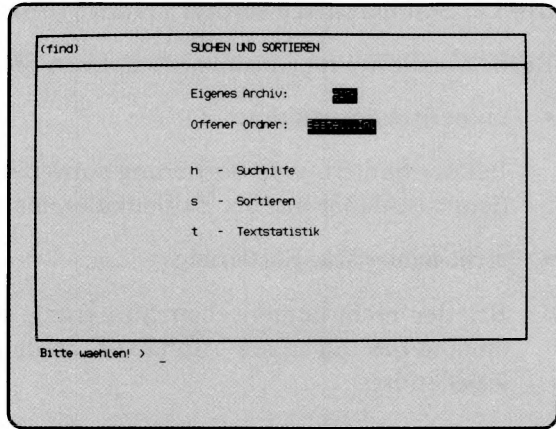 (find) SUCHEN UND SORTIEREN
Eigenes Archiv:
Offener Ordner:
h - Suchhilfe
s - Sortieren
t - Textstatistik
Bitte waehlen! > _